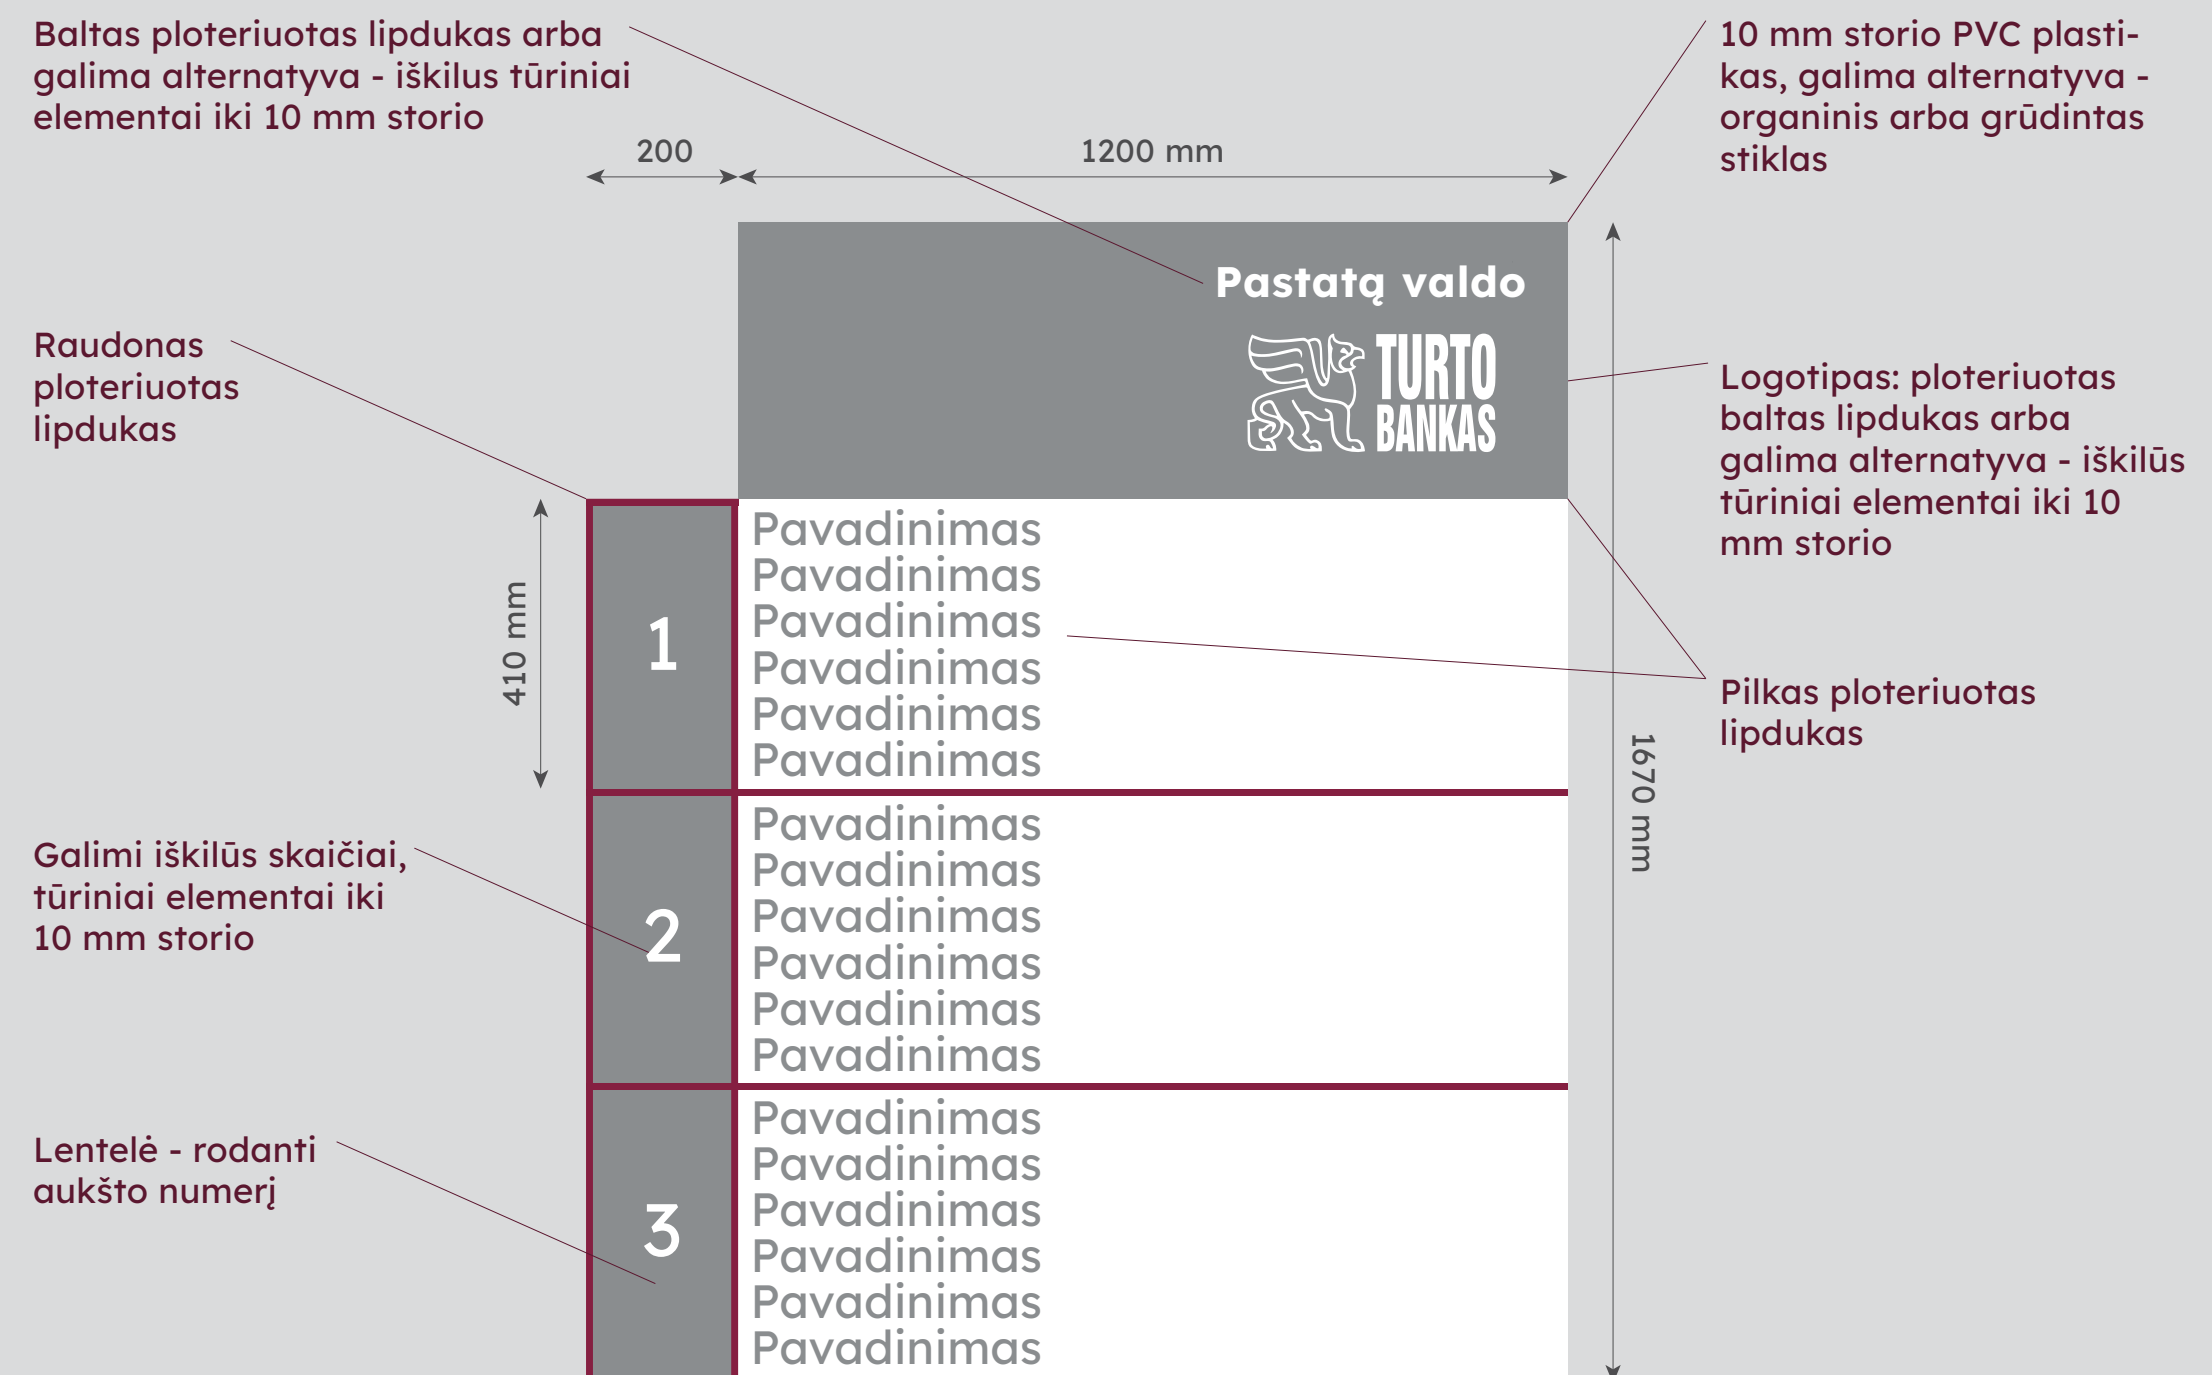 Baltas ploteriuotas lipdukas arba
galima alternatyva - iškilus tūriniai
elementai iki 10 mm storio
10 mm storio PVC plasti-
kas, galima alternatyva -
organinis arba grūdintas
stiklas
200
1200 mm
Pastatą valdo
TURTO
BANKAS
Raudonas
ploteriuotas
lipdukas
Logotipas: ploteriuotas
baltas lipdukas arba
galima alternatyva - iškilūs
tūriniai elementai iki 10
mm storio
410 mm
1
Pavadinimas
Pavadinimas
Pavadinimas
Pavadinimas
Pavadinimas
Pavadinimas
Pilkas ploteriuotas
lipdukas
1670 mm
Galimi iškilūs skaičiai,
tūriniai elementai iki
10 mm storio
2
Pavadinimas
Pavadinimas
Pavadinimas
Pavadinimas
Pavadinimas
Pavadinimas
Lentelė - rodanti
aukšto numerį
3
Pavadinimas
Pavadinimas
Pavadinimas
Pavadinimas
Pavadinimas
Pavadinimas